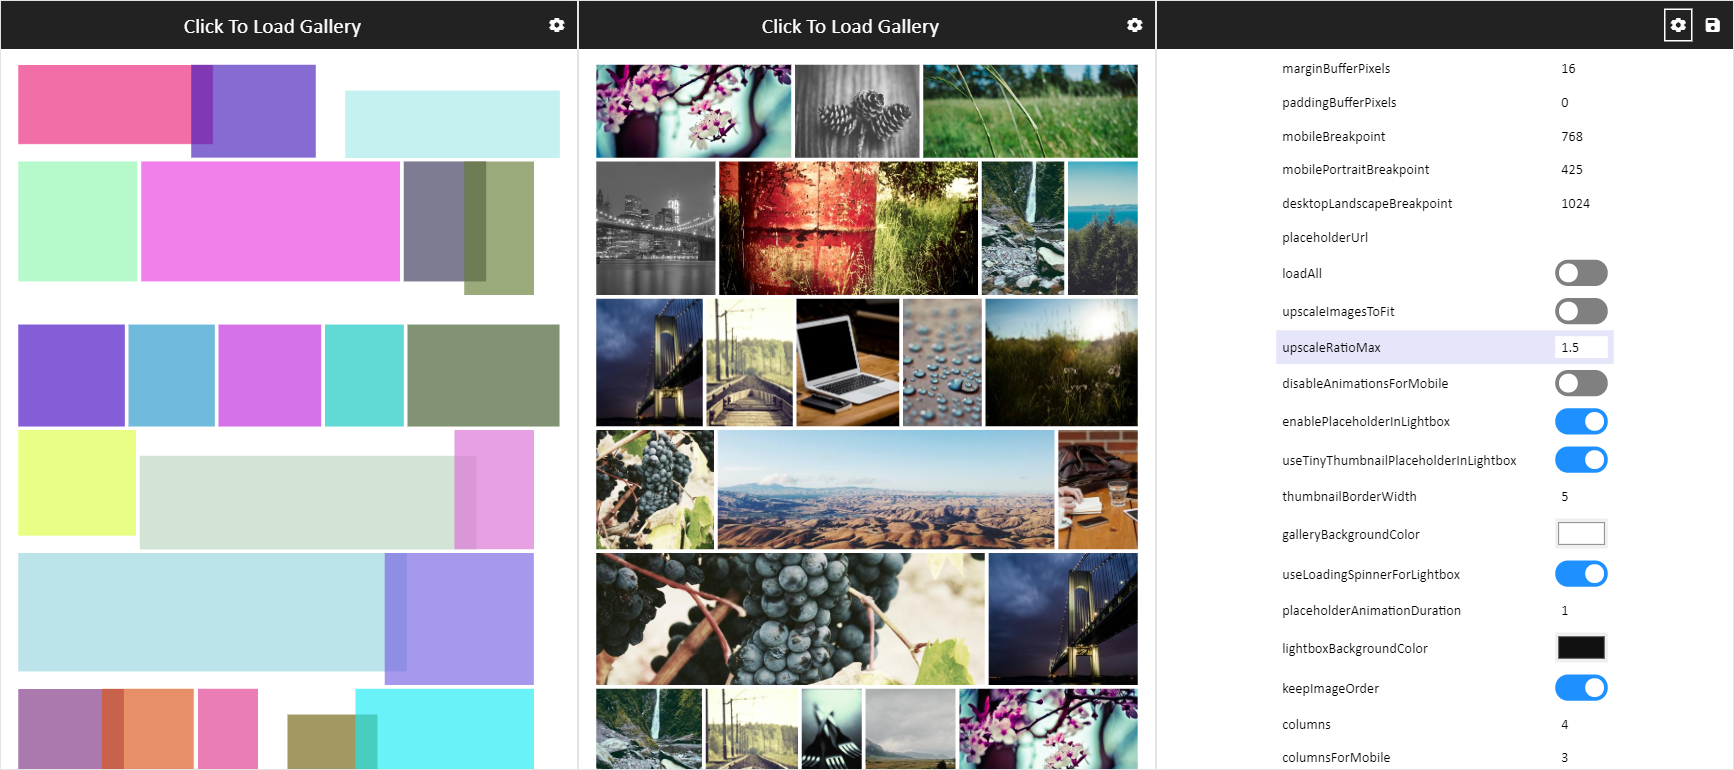 Click To Load Gallery
Click To Load Gallery
marginBufferPixels 16
paddingBufferPixels 0
mobileBreakpoint 768
mobilePortraitBreakpoint 425
desktopLandscapeBreakpoint 1024
placeholderUrl
loadAll
upscaleImagesToFit
upscaleRatioMax 1.5
disableAnimationsForMobile
enablePlaceholderInLightbox
useTinyThumbnailPlaceholderInLightbox
thumbnailBorderWidth 5
galleryBackgroundColor
useLoadingSpinnerForLightbox
placeholderAnimationDuration 1
lightboxBackgroundColor
keepImageOrder
columns 4
columnsForMobile 3